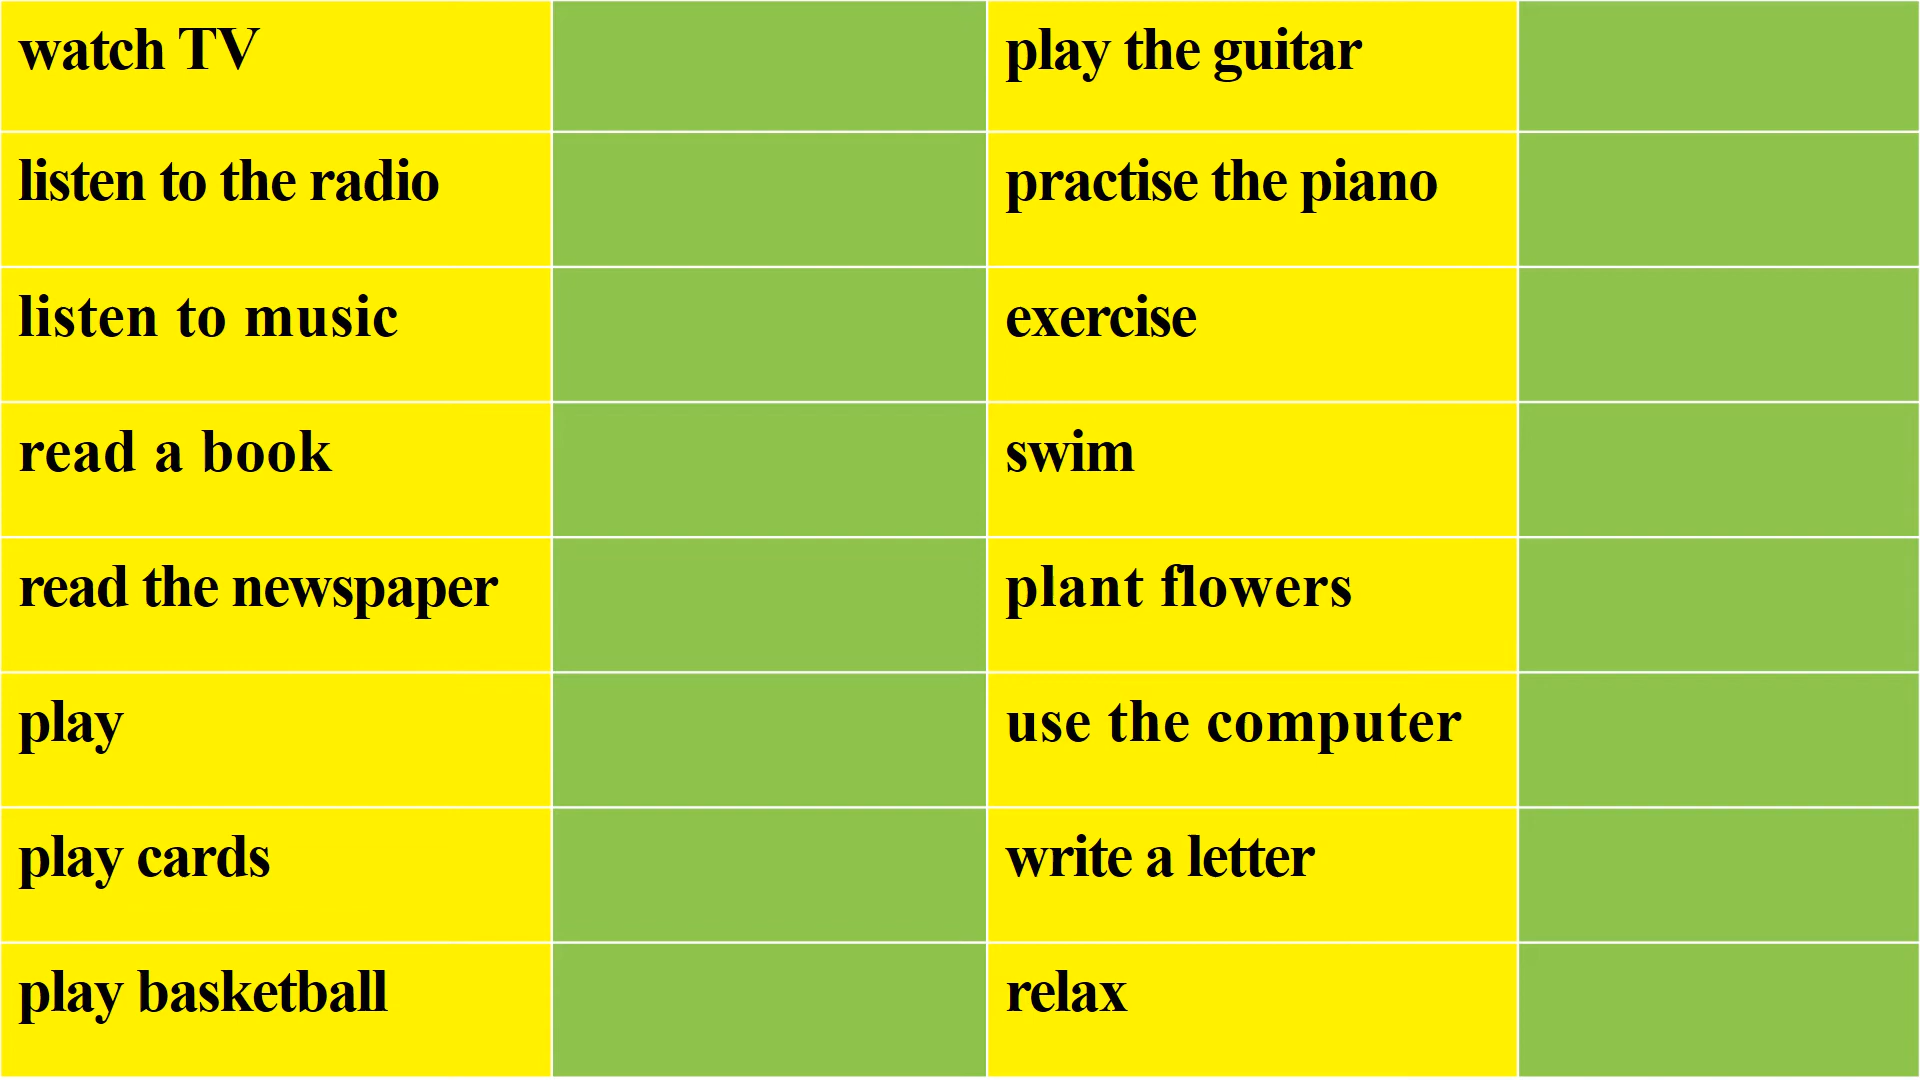 watch TV
play the guitar
listen to the radio
practise the piano
listen to music
exercise
read a book
swim
read the newspaper
plant flowers
play
use the computer
play cards
write a letter
play basketball
relax